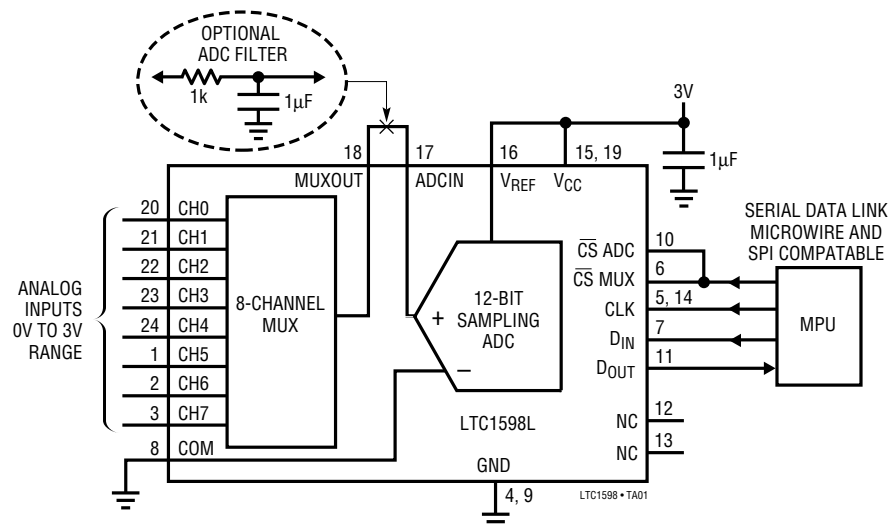 OPTIONAL
ADC FILTER
1k
1µF
3V
18
17
16
15, 19
1µF
MUXOUT
ADCIN
VREF
VCC
20 CH0
21 CH1
22 CH2
23 CH3
24 CH4
1 CH5
2 CH6
3 CH7
8 COM
ANALOG
INPUTS
0V TO 3V
RANGE
8-CHANNEL
MUX
+
12-BIT
SAMPLING
ADC
–
LTC1598L
GND
4, 9
CS ADC
10
CS MUX
6
CLK
5, 14
DIN
7
DOUT
11
NC
12
NC
13
SERIAL DATA LINK
MICROWIRE AND
SPI COMPATABLE
MPU
LTC1598 • TA01